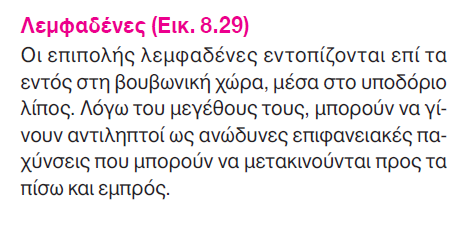 Λεμφαδένες (Εικ. 8.29)
Οι επιπολής λεμφαδένες εντοπίζονται επί τα
εντός στη βουβωνική χώρα, μέσα στο υποδόριο
λίπος. Λόγω του μεγέθους τους, μπορούν να γί-
νουν αντιληπτοί ως ανώδυνες επιφανειακές πα-
χύνσεις που μπορούν να μετακινούνται προς τα
πίσω και εμπρός.